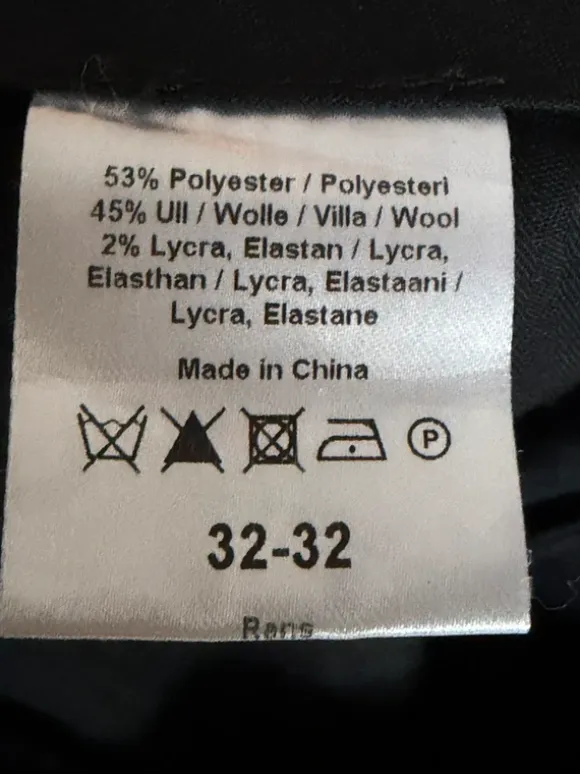 53% Polyester / Polyesteri
45% Ull / Wolle / Villa / Wool
2% Lycra, Elastan / Lycra,
Elasthan / Lycra, Elastaani /
Lycra, Elastane
Made in China
P
32-32